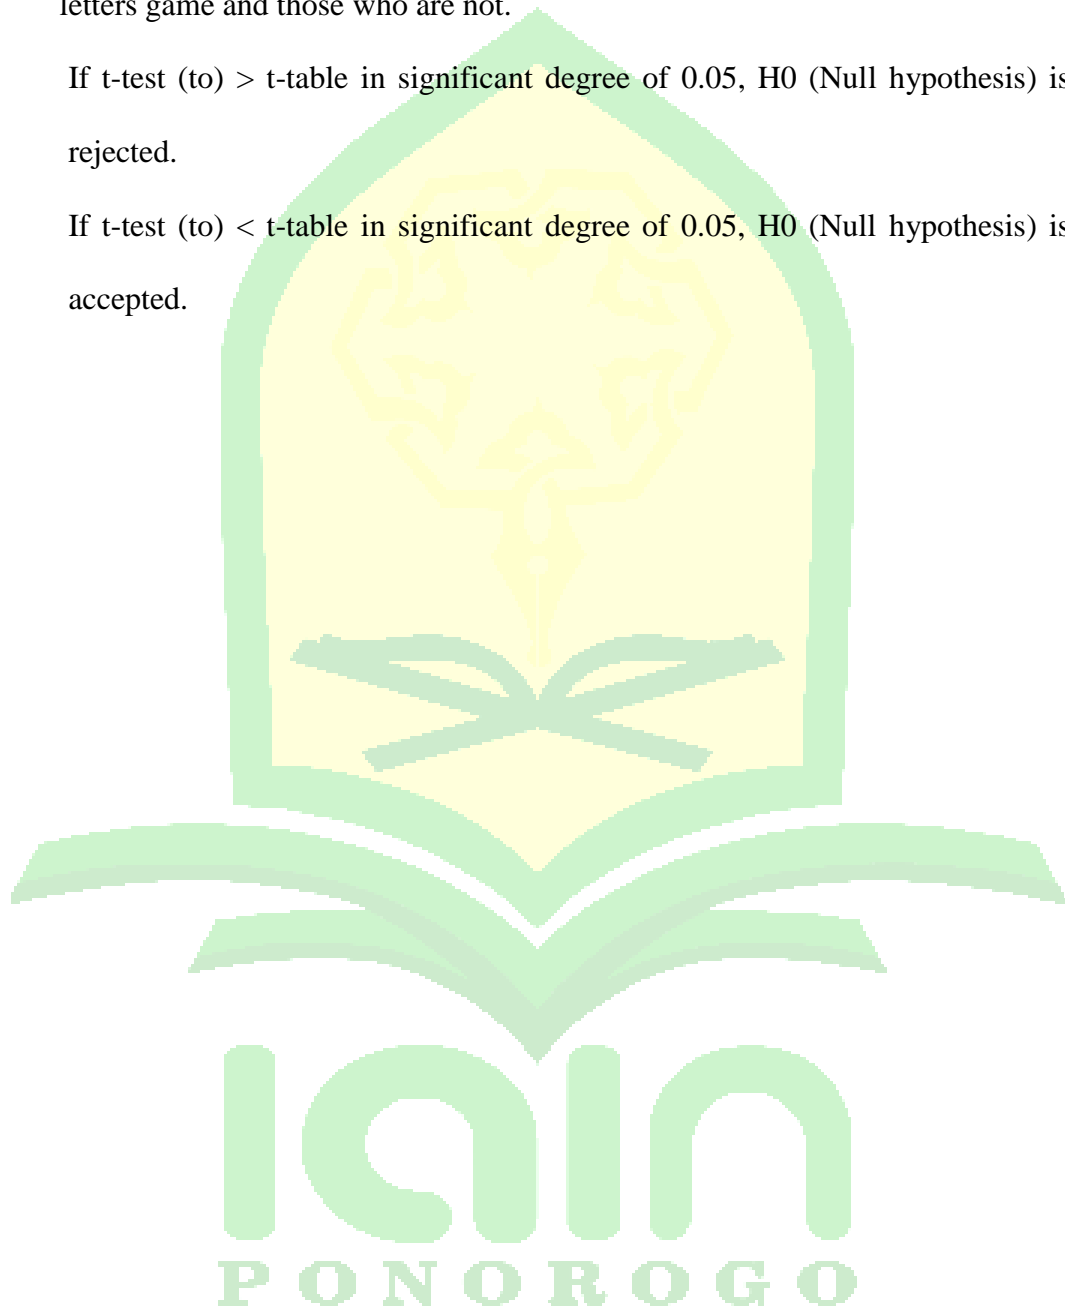 letters game and those who are not.
If t-test (to) > t-table in significant degree of 0.05, H0 (Null hypothesis) is
rejected.
If t-test (to) < t-table in significant degree of 0.05, H0 (Null hypothesis) is
accepted.
iain
PONOROGO